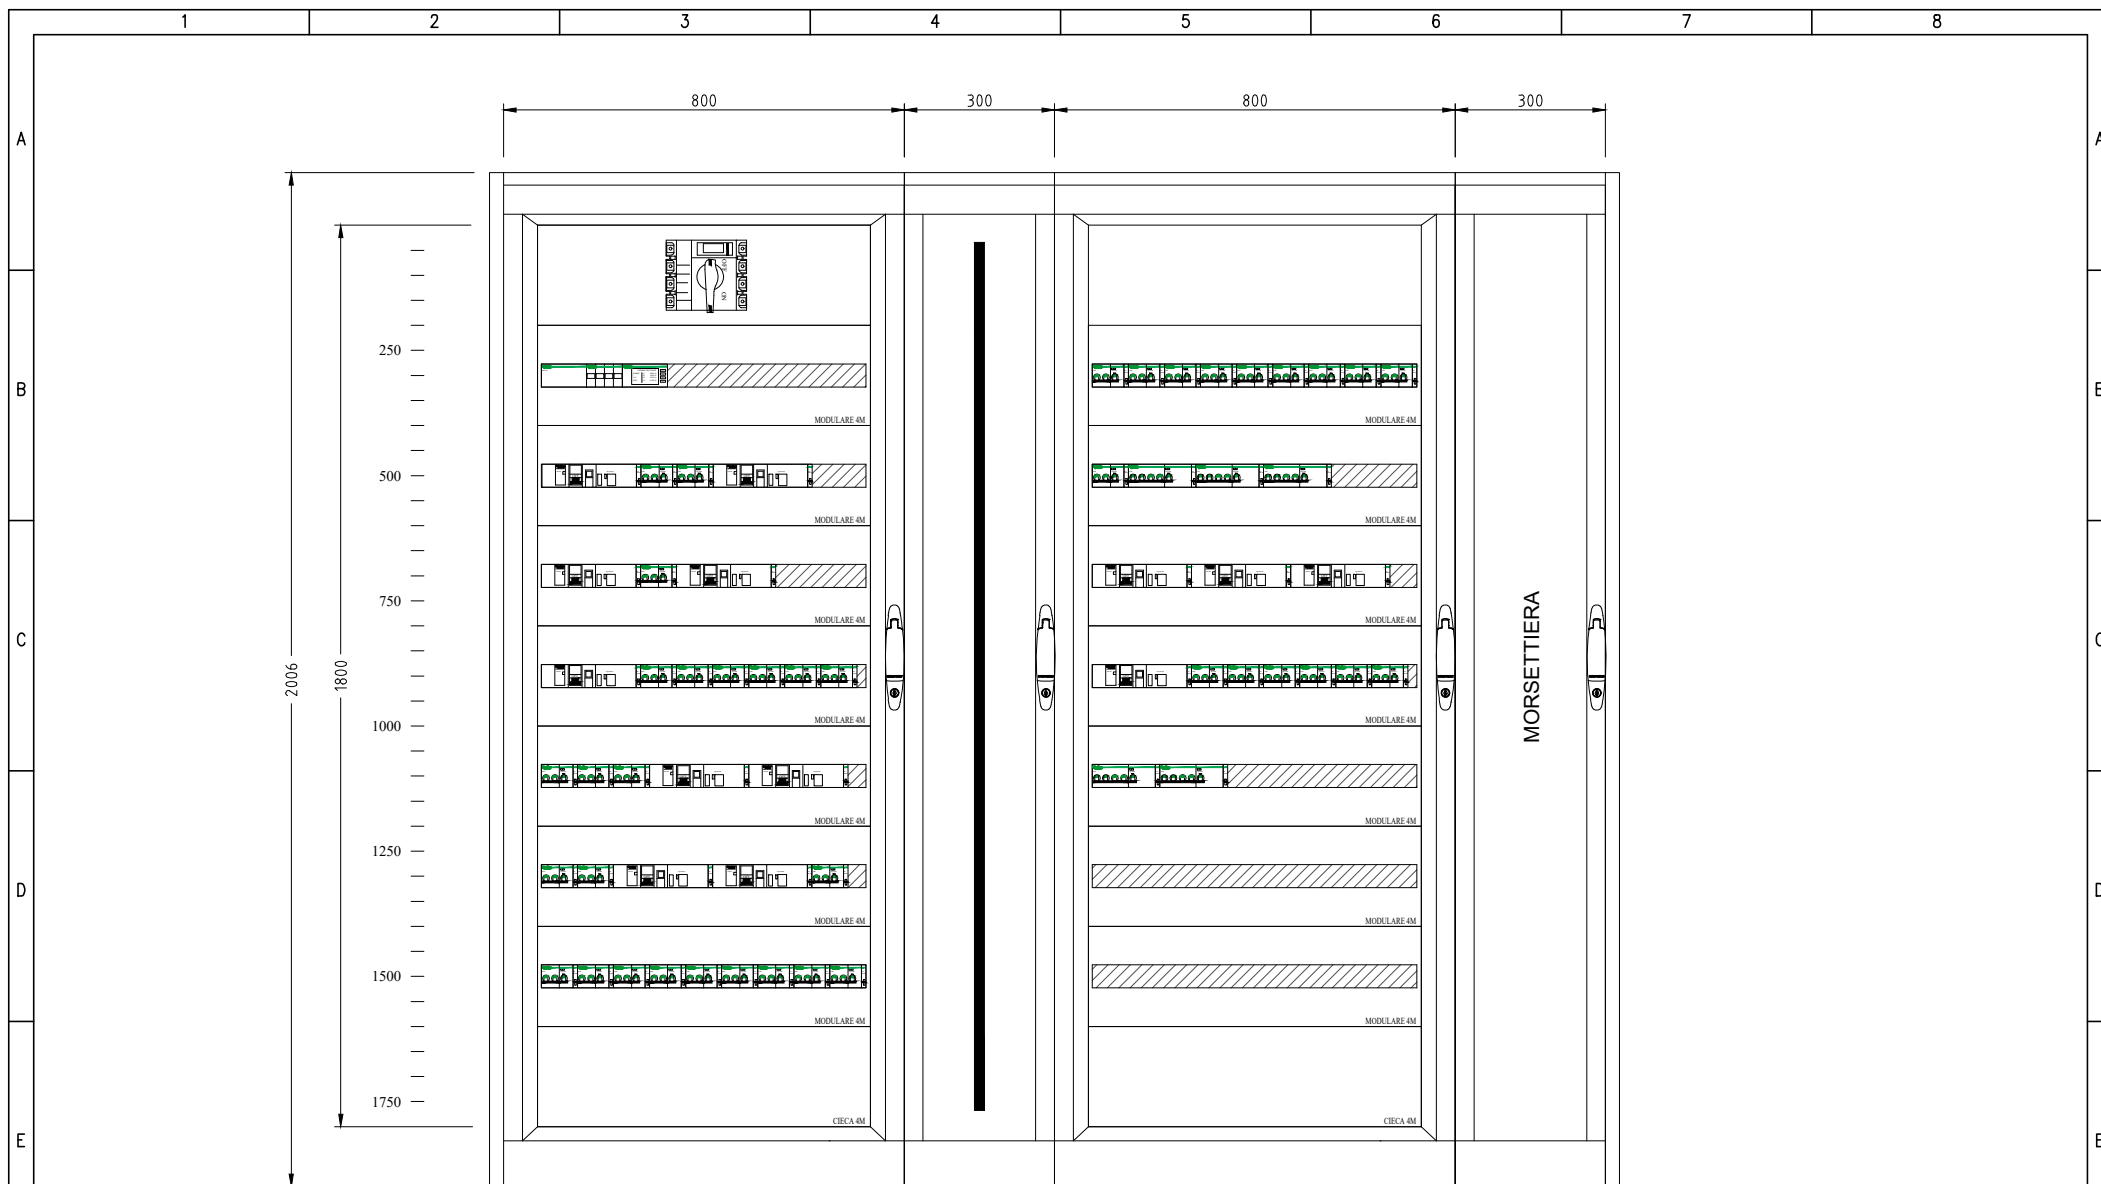 1 2 3 4 5 6 7 8
800 300 800 300
A A
OFF
ON
250
B
MODULARE 4M MODULARE 4M
500
MODULARE 4M MODULARE 4M
750
MODULARE 4M MODULARE 4M
C
2006
1800
MORSETTIERA
MODULARE 4M MODULARE 4M
1000
MODULARE 4M MODULARE 4M
1250
D D
MODULARE 4M MODULARE 4M
1500
MODULARE 4M MODULARE 4M
1750
CIECA 4M CIECA 4M
E